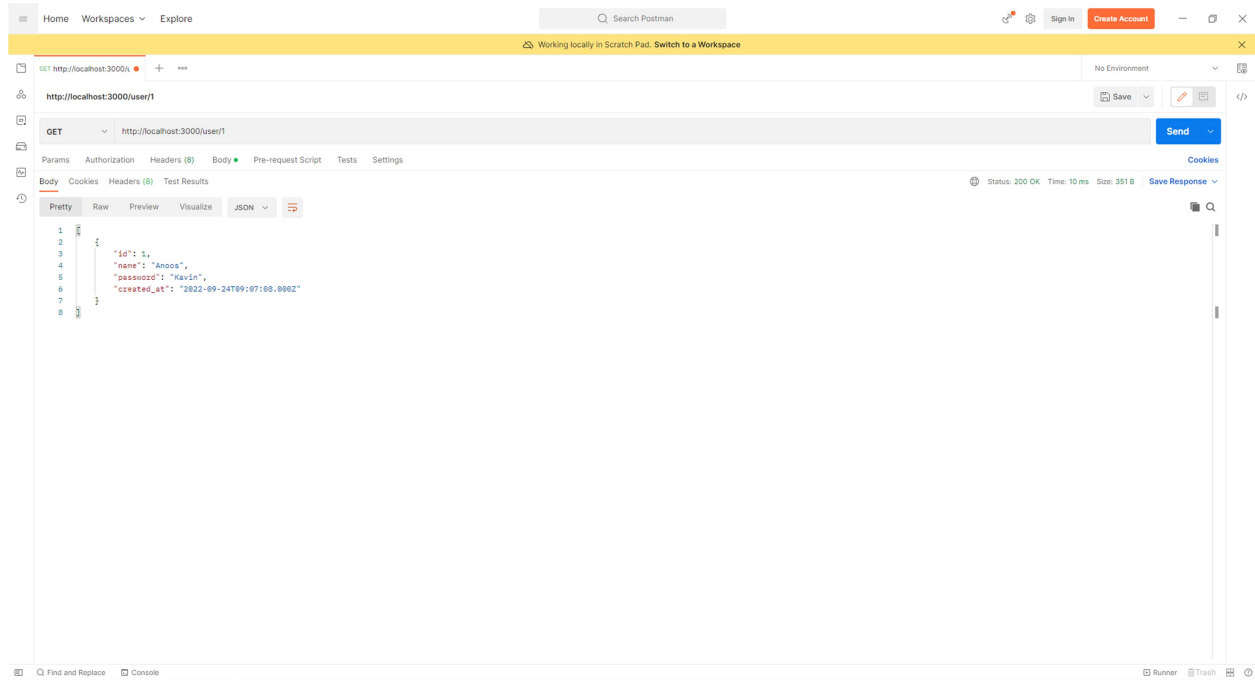 Home Workspaces Explore Search Postman Sign In Create Account
Working locally in Scratch Pad. Switch to a Workspace
GET http://localhost:3000/u No Environment
http://localhost:3000/user/1 Save
GET http://localhost:3000/user/1 Send
Params Authorization Headers (8) Body Pre-request Script Tests Settings Cookies
Body Cookies Headers (8) Test Results Status: 200 OK Time: 10 ms Size: 351 B Save Response
Pretty Raw Preview Visualize JSON
1 [
2 {
3 "id": 1,
4 "name": "Anoos",
5 "password": "Kavin",
6 "created_at": "2022-09-24T09:07:08.000Z"
7 }
8 ]
Find and Replace Console Runner Trash